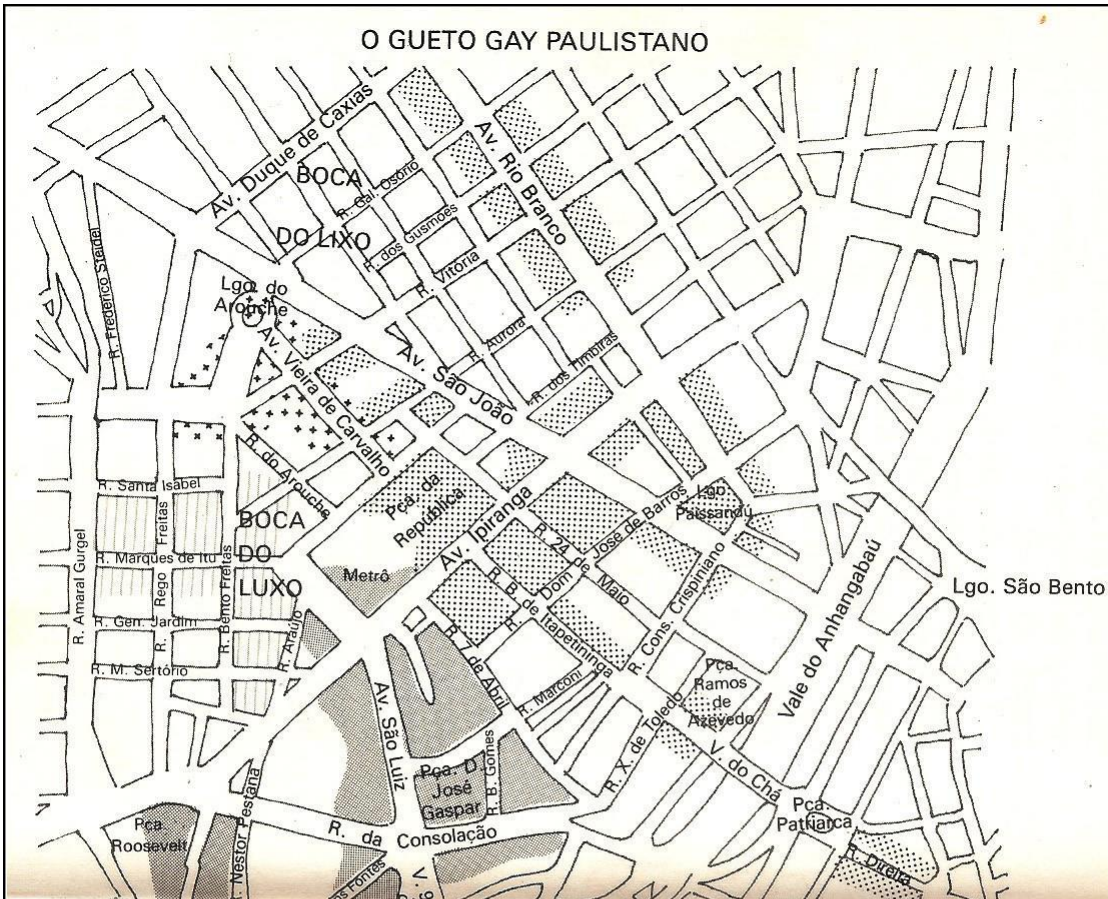 O GUETO GAY PAULISTANO
Av. Duque de Caxias
BOCA
DO LIXO
R. Gal. Osório
R. dos Gusmões
R. Vitória
Av. Rio Branco
R. Frederico Steidel
Lgo. do
Arouche
Av. Vieira de Carvalho
Av. São João
R. Aurora
R. dos Timbiras
R. do Arouche
R. Santa Isabel
Pça. da
República
Av. Ipiranga
Lgo.
Paissandú
R. Dom José de Barros
R. 24 de Maio
BOCA
DO
LUXO
R. Amaral Gurgel
R. Rego Freitas
R. Marques de Itú
R. Bento Freitas
Metrô
R. Gen. Jardim
R. Araújo
R. M. Sertório
R. B. de Itapetininga
R. Cons. Crispiniano
R. 7 de Abril
R. Marconi
Vale do Anhangabaú
Lgo. São Bento
Pça.
Ramos
de
Azevedo
R. X. de Toledo
V. do Chá
Av. São Luiz
Pça. D.
José
Gaspar
R. B. Gomes
Pça.
Patriarca
R. Direita
R. da Consolação
Pça.
Roosevelt
Nestor Pestana
Fontes